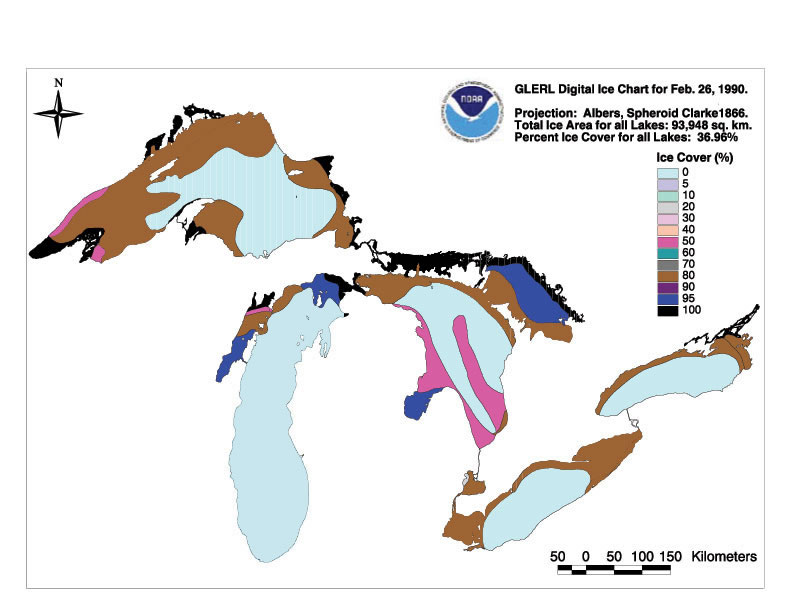 N
NOAA
GLERL Digital Ice Chart for Feb. 26, 1990.
Projection: Albers, Spheroid Clarke1866.
Total Ice Area for all Lakes: 93,948 sq. km.
Percent Ice Cover for all Lakes: 36.96%
Ice Cover (%)
0
5
10
20
30
40
50
60
70
80
90
95
100
50 0 50 100 150 Kilometers